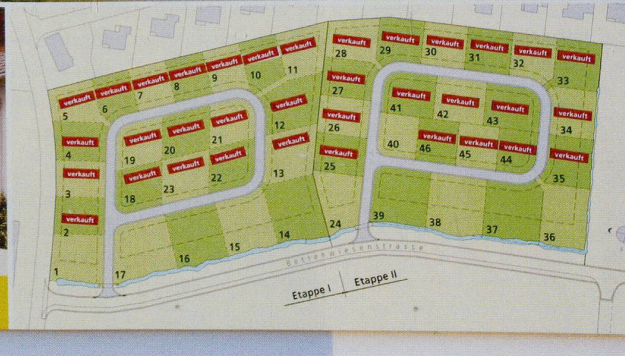 verkauft
5
verkauft
6
verkauft
7
verkauft
8
verkauft
9
verkauft
10
verkauft
11
verkauft
4
verkauft
3
verkauft
2
1
verkauft
19
verkauft
20
verkauft
21
verkauft
18
verkauft
23
verkauft
22
verkauft
12
verkauft
13
17
16
15
14
verkauft
28
verkauft
29
verkauft
30
verkauft
31
verkauft
32
verkauft
33
verkauft
27
verkauft
26
verkauft
25
24
verkauft
41
verkauft
42
verkauft
43
verkauft
34
40
verkauft
46
verkauft
45
verkauft
44
verkauft
35
39
38
37
36
Etappe I
Etappe II